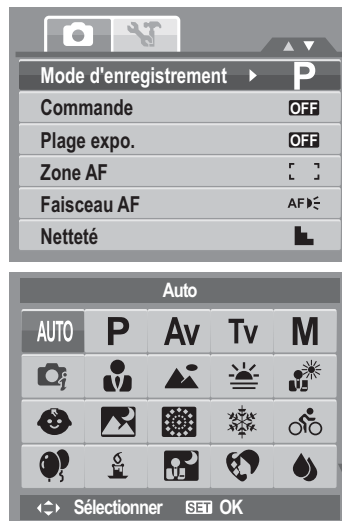 Mode d'enregistrement P
Commande OFF
Plage expo. OFF
Zone AF
Faisceau AF AF
Netteté
Auto
AUTO P Av Tv M
Sélectionner SET OK